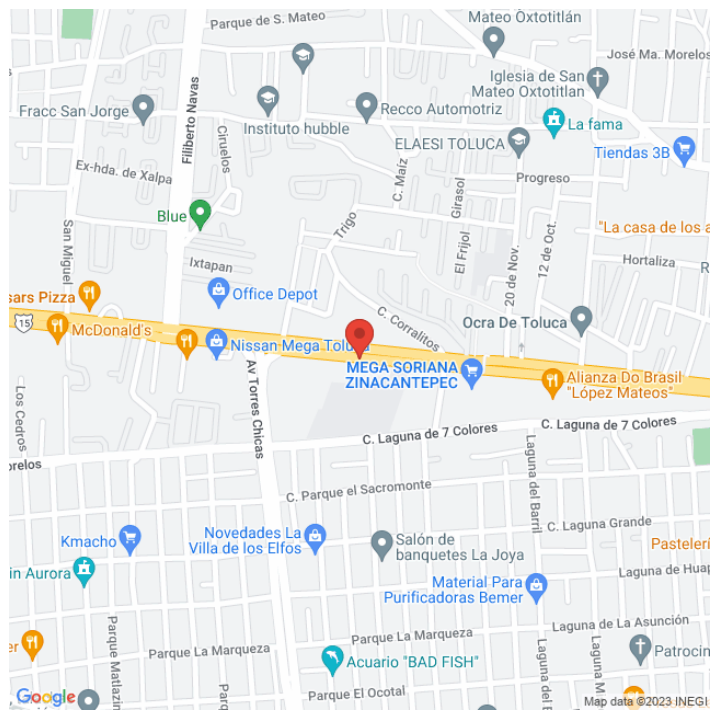 Parque de S. Mateo
Mateo Oxtotitlán
José Ma. Morelos
Iglesia de San
Mateo Oxtotitlan
Fracc San Jorge
Filiberto Navas
Instituto hubble
Recco Automotriz
La fama
ELAESI TOLUCA
Tiendas 3B
Ciruelos
Ex-hda. de Xalpa
C. Maíz
Girasol
Progreso
Blue
Trigo
"La casa de los a
San Miguel
Ixtapan
El Frijol
20 de Nov.
12 de Oct.
Hortaliza
R
sars Pizza
Office Depot
C. Corralitos
Ocra De Toluca
15
McDonald's
Nissan Mega Toluca
MEGA SORIANA
ZINACANTEPEC
Alianza Do Brasil
"López Mateos"
Los Cedros
Av Torres Chicas
C. Laguna de 7 Colores
C. Laguna de 7 Colores
orelos
Laguna del Barril
C. Parque el Sacromonte
C. Laguna Grande
Kmacho
Novedades La
Villa de los Elfos
Salón de
banquetes La Joya
Pastelerí
in Aurora
Material Para
Purificadoras Bemer
Laguna de Huap
Parque Matlazin
Laguna de La Asunción
er
Parque La Marqueza
Parque La Marqueza
Laguna del B
Laguna M
Patrocin
Acuario "BAD FISH"
Parque El Ocotal
Google
Map data ©2023 INEGI